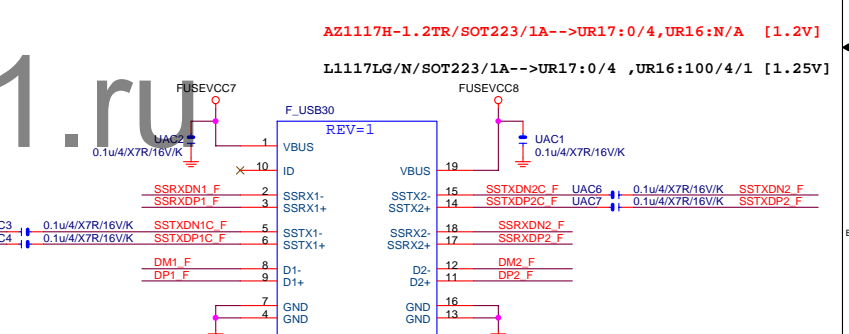 AZ1117H-1.2TR/SOT223/1A-->UR17:0/4,UR16:N/A [1.2V]
L1117LG/N/SOT223/1A-->UR17:0/4 ,UR16:100/4/1 [1.25V]
1.ru
FUSEVCC7
FUSEVCC8
F_USB30
REV=1
UAC2
0.1u/4/X7R/16V/K
UAC1
0.1u/4/X7R/16V/K
1 VBUS
10 ID
VBUS 19
SSRXDN1_F 2 SSRX1-
SSRXDP1_F 3 SSRX1+
SSTX2- 15 SSTXDN2C_F UAC6 0.1u/4/X7R/16V/K SSTXDN2_F
SSTX2+ 14 SSTXDP2C_F UAC7 0.1u/4/X7R/16V/K SSTXDP2_F
C3 0.1u/4/X7R/16V/K SSTXDN1C_F 5 SSTX1-
C4 0.1u/4/X7R/16V/K SSTXDP1C_F 6 SSTX1+
SSRX2- 18 SSRXDN2_F
SSRX2+ 17 SSRXDP2_F
DM1_F 8 D1-
DP1_F 9 D1+
D2- 12 DM2_F
D2+ 11 DP2_F
7 GND
4 GND
GND 16
GND 13